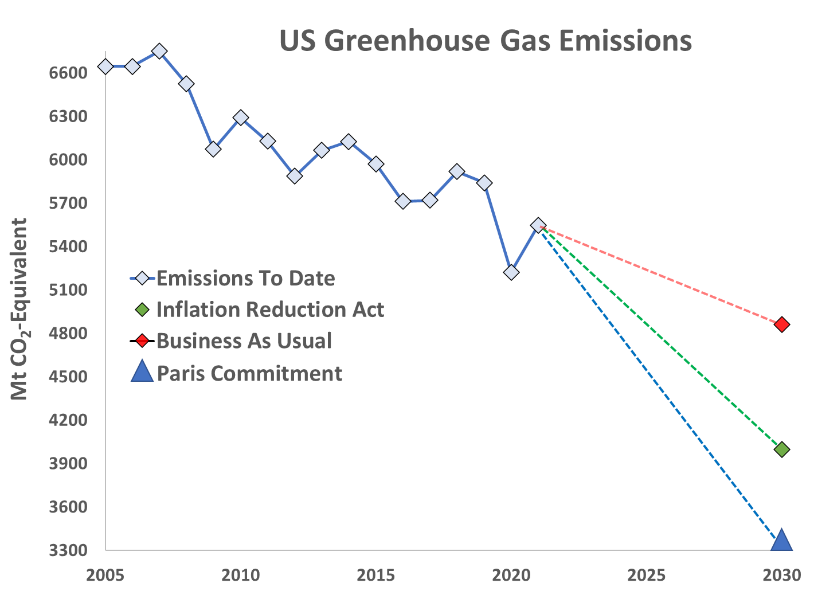 US Greenhouse Gas Emissions
6600
6300
6000
5700
5400
5100
4800
4500
4200
3900
3600
3300
Mt CO₂-Equivalent
Emissions To Date
Inflation Reduction Act
Business As Usual
Paris Commitment
2005 2010 2015 2020 2025 2030